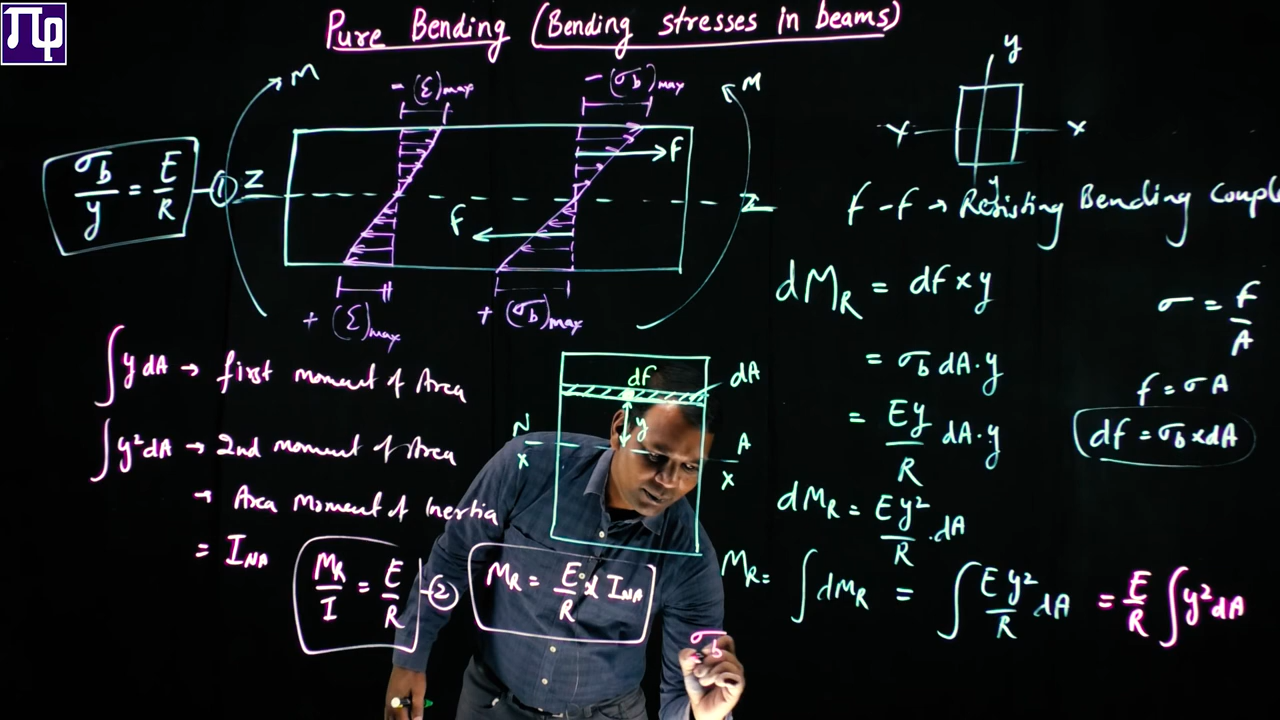 πφ
Pure Bending (Bending stresses in beams)
M
- (ε)max
- (σb)max
M
y
x x
y
σb/y = E/R - ①
Z Z
f
f
+ (ε)max
+ (σb)max
f - f → Resisting Bending Coupl
dMR = df × y
σ = f/A
= σb dA · y
f = σ A
= Ey/R dA · y
df = σb × dA
dMR = Ey²/R · dA
MR = ∫ dMR = ∫ Ey²/R dA = E/R ∫ y² dA
∫ y dA → first moment of Area
∫ y² dA → 2nd moment of Area
→ Area Moment of Inertia
= INA
df
dA
y
N A
x x
MR/I = E/R - ②
MR = E/R × INA
σb